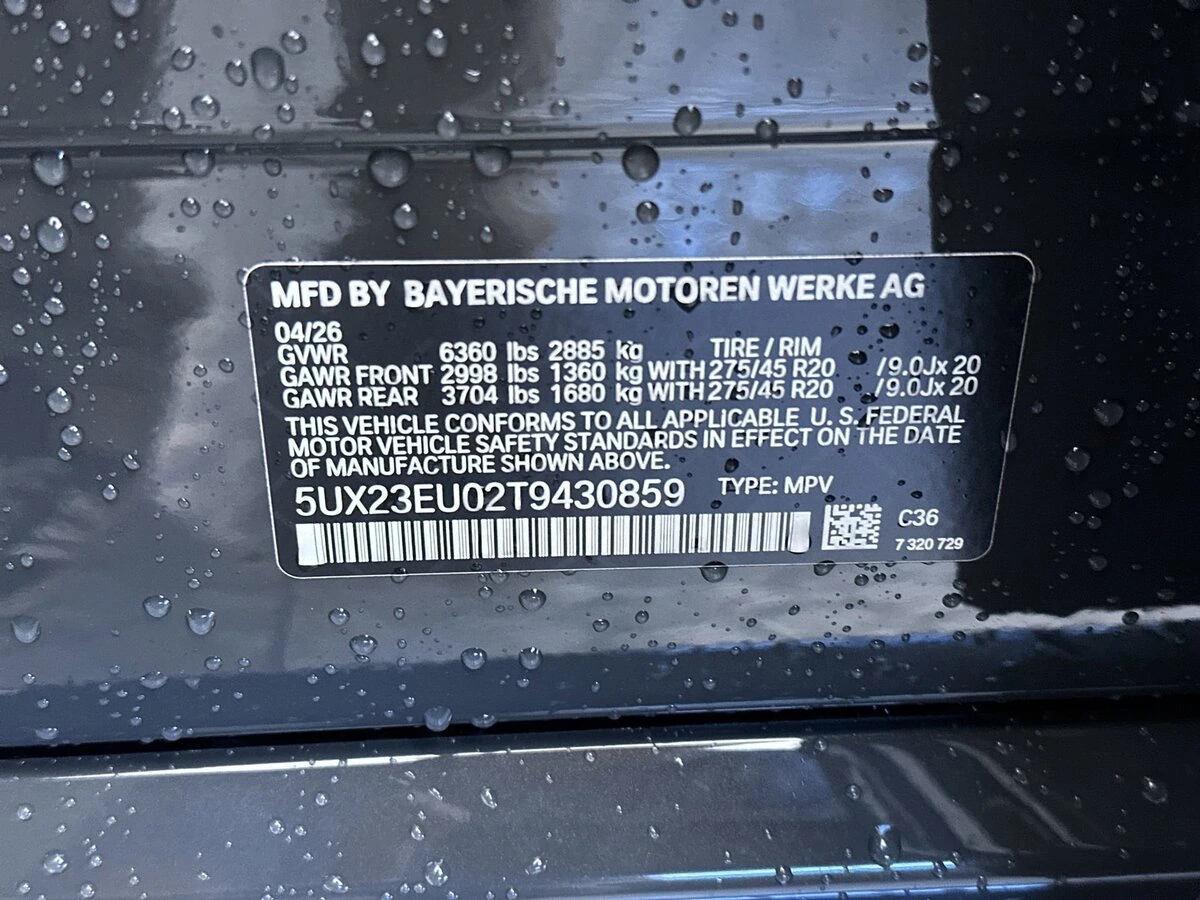 MFD BY BAYERISCHE MOTOREN WERKE AG
04/26
GVWR 6360 lbs 2885 kg TIRE / RIM
GAWR FRONT 2998 lbs 1360 kg WITH 275/45 R20 / 9.0Jx 20
GAWR REAR 3704 lbs 1680 kg WITH 275/45 R20 / 9.0Jx 20
THIS VEHICLE CONFORMS TO ALL APPLICABLE U. S. FEDERAL
MOTOR VEHICLE SAFETY STANDARDS IN EFFECT ON THE DATE
OF MANUFACTURE SHOWN ABOVE.
5UX23EU02T9430859 TYPE: MPV
C36
7 320 729